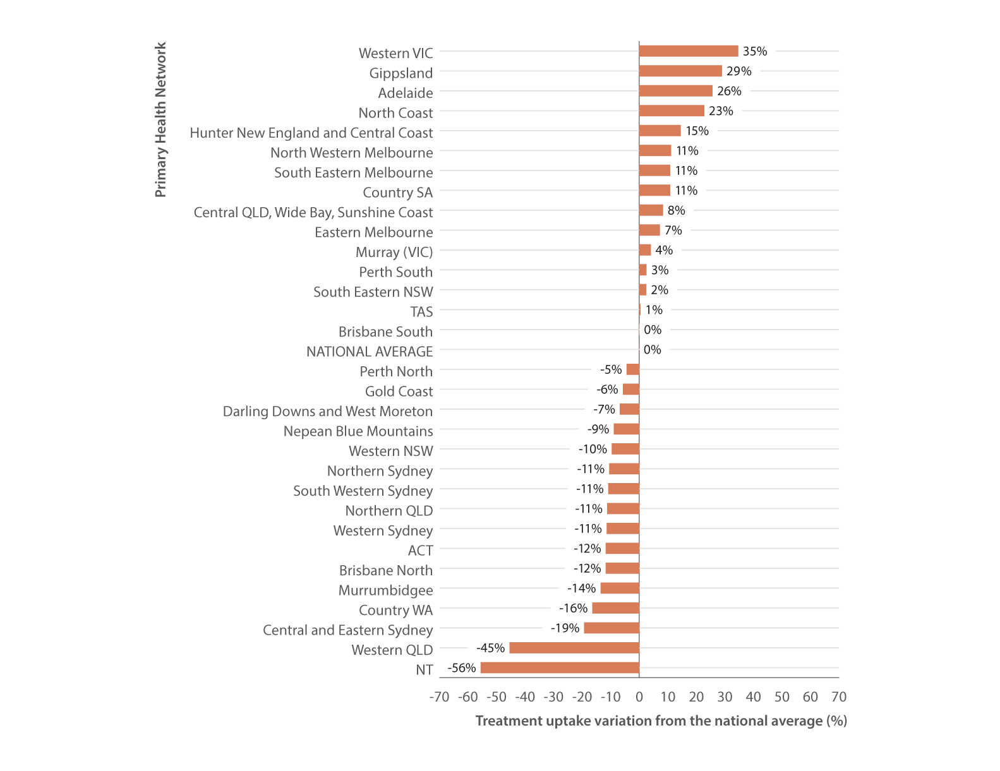 Primary Health Network
Western VIC 35%
Gippsland 29%
Adelaide 26%
North Coast 23%
Hunter New England and Central Coast 15%
North Western Melbourne 11%
South Eastern Melbourne 11%
Country SA 11%
Central QLD, Wide Bay, Sunshine Coast 8%
Eastern Melbourne 7%
Murray (VIC) 4%
Perth South 3%
South Eastern NSW 2%
TAS 1%
Brisbane South 0%
NATIONAL AVERAGE 0%
Perth North -5%
Gold Coast -6%
Darling Downs and West Moreton -7%
Nepean Blue Mountains -9%
Western NSW -10%
Northern Sydney -11%
South Western Sydney -11%
Northern QLD -11%
Western Sydney -11%
ACT -12%
Brisbane North -12%
Murrumbidgee -14%
Country WA -16%
Central and Eastern Sydney -19%
Western QLD -45%
NT -56%
-70 -60 -50 -40 -30 -20 -10 0 10 20 30 40 50 60 70
Treatment uptake variation from the national average (%)